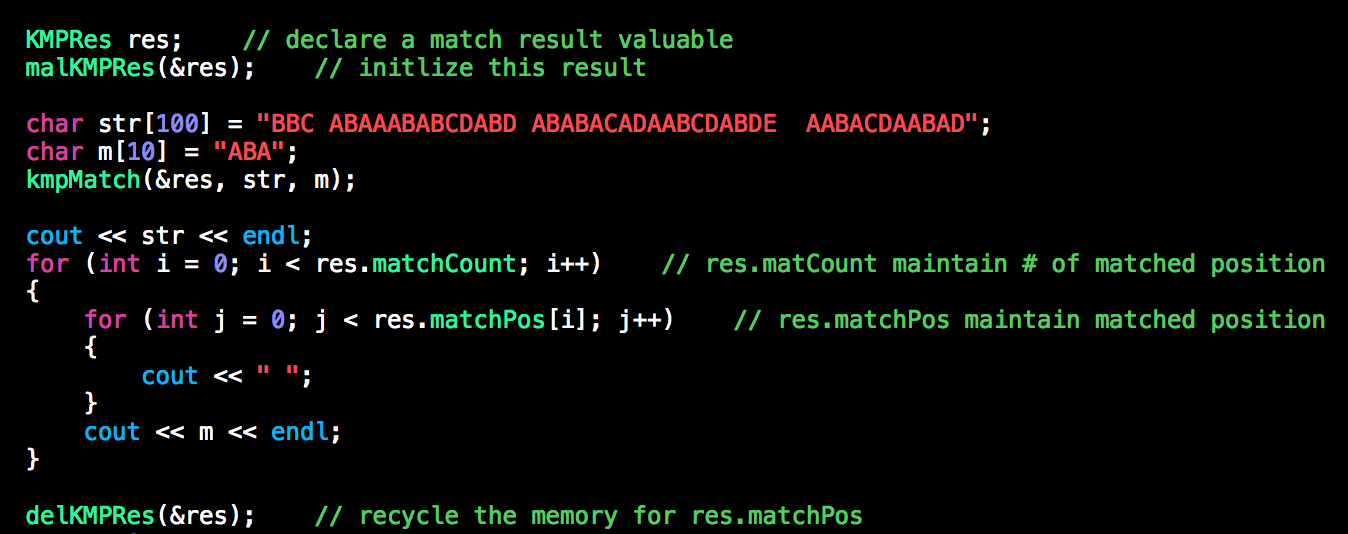 KMPRes res;    // declare a match result valuable
malKMPRes(&res);    // initlize this result
char str[100] = "BBC ABAAABABCDABD ABABACADAABCDABDE  AABACDAABAD";
char m[10] = "ABA";
kmpMatch(&res, str, m);
cout << str << endl;
for (int i = 0; i < res.matchCount; i++)    // res.matCount maintain # of matched position
{
    for (int j = 0; j < res.matchPos[i]; j++)    // res.matchPos maintain matched position
    {
        cout << " ";
    }
    cout << m << endl;
}
delKMPRes(&res);    // recycle the memory for res.matchPos